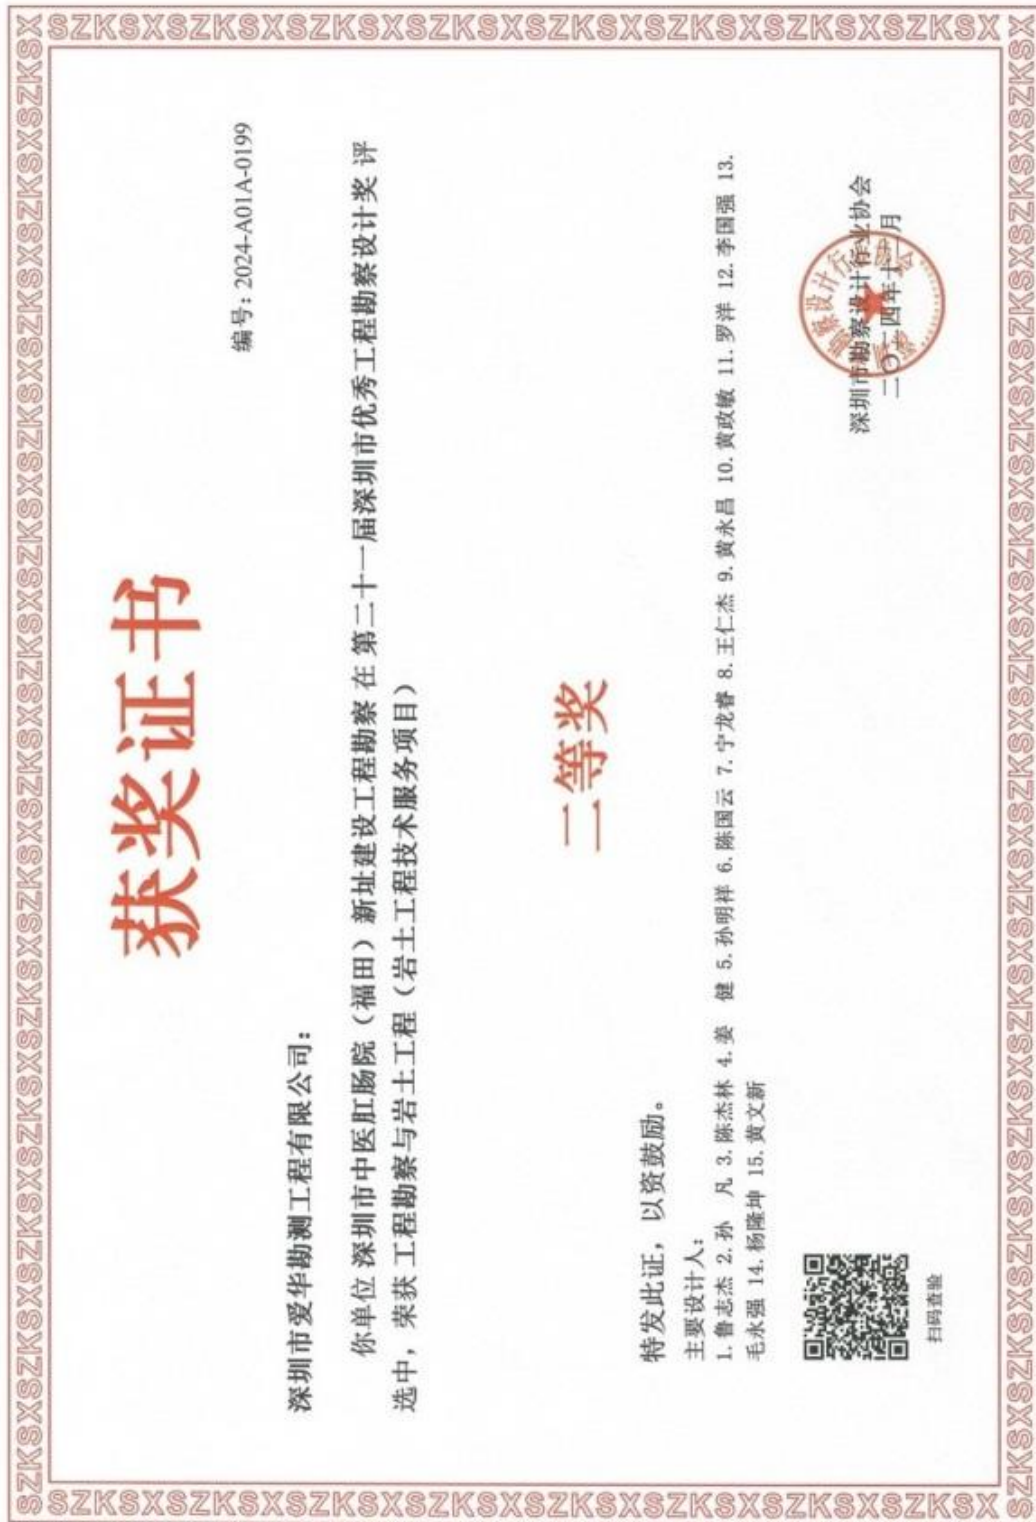 获奖证书
编号：2024-A01A-0199
深圳市爱华勘测工程有限公司：
你单位 深圳市中医肛肠院（福田）新址建设工程勘察 在 第二十一届深圳市优秀工程勘察设计奖 评
选中，荣获 工程勘察与岩土工程（岩土工程技术服务项目）
二等奖
特发此证，以资鼓励。
主要设计人：
1. 鲁志杰 2. 孙　凡 3. 陈杰林 4. 姜　健 5. 孙明祥 6. 陈国云 7. 宁龙睿 8. 王仁杰 9. 黄永昌 10. 黄政敏 11. 罗洋 12. 李国强 13.
毛永强 14. 杨隆坤 15. 黄文新
深圳市勘察设计行业协会
二〇二四年十一月
扫码查验